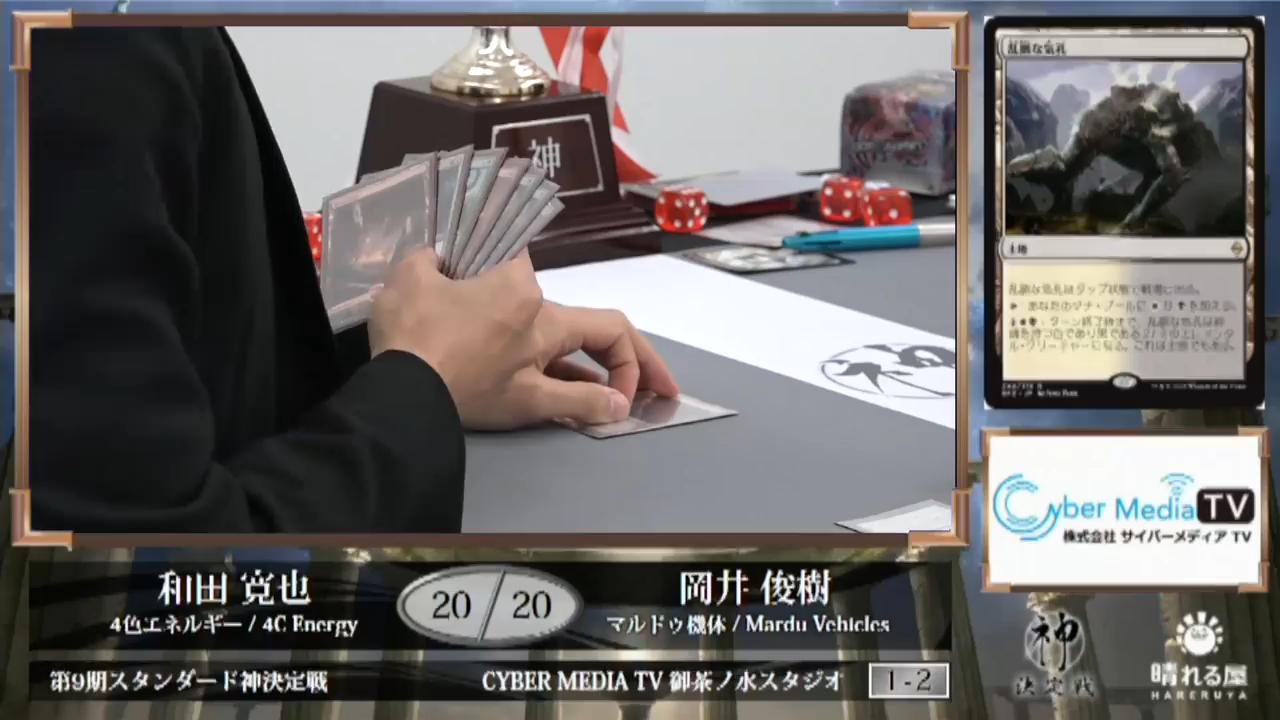 神
乱脈な気孔
土地
Cyber Media TV
株式会社 サイバーメディア TV
和田 寛也
20 / 20
岡井 俊樹
4色エネルギー / 4C Energy
マルドゥ機体 / Mardu Vehicles
第9期スタンダード神決定戦
CYBER MEDIA TV 御茶ノ水スタジオ
1 - 2
神
決定戦
晴れる屋
HARERUYA